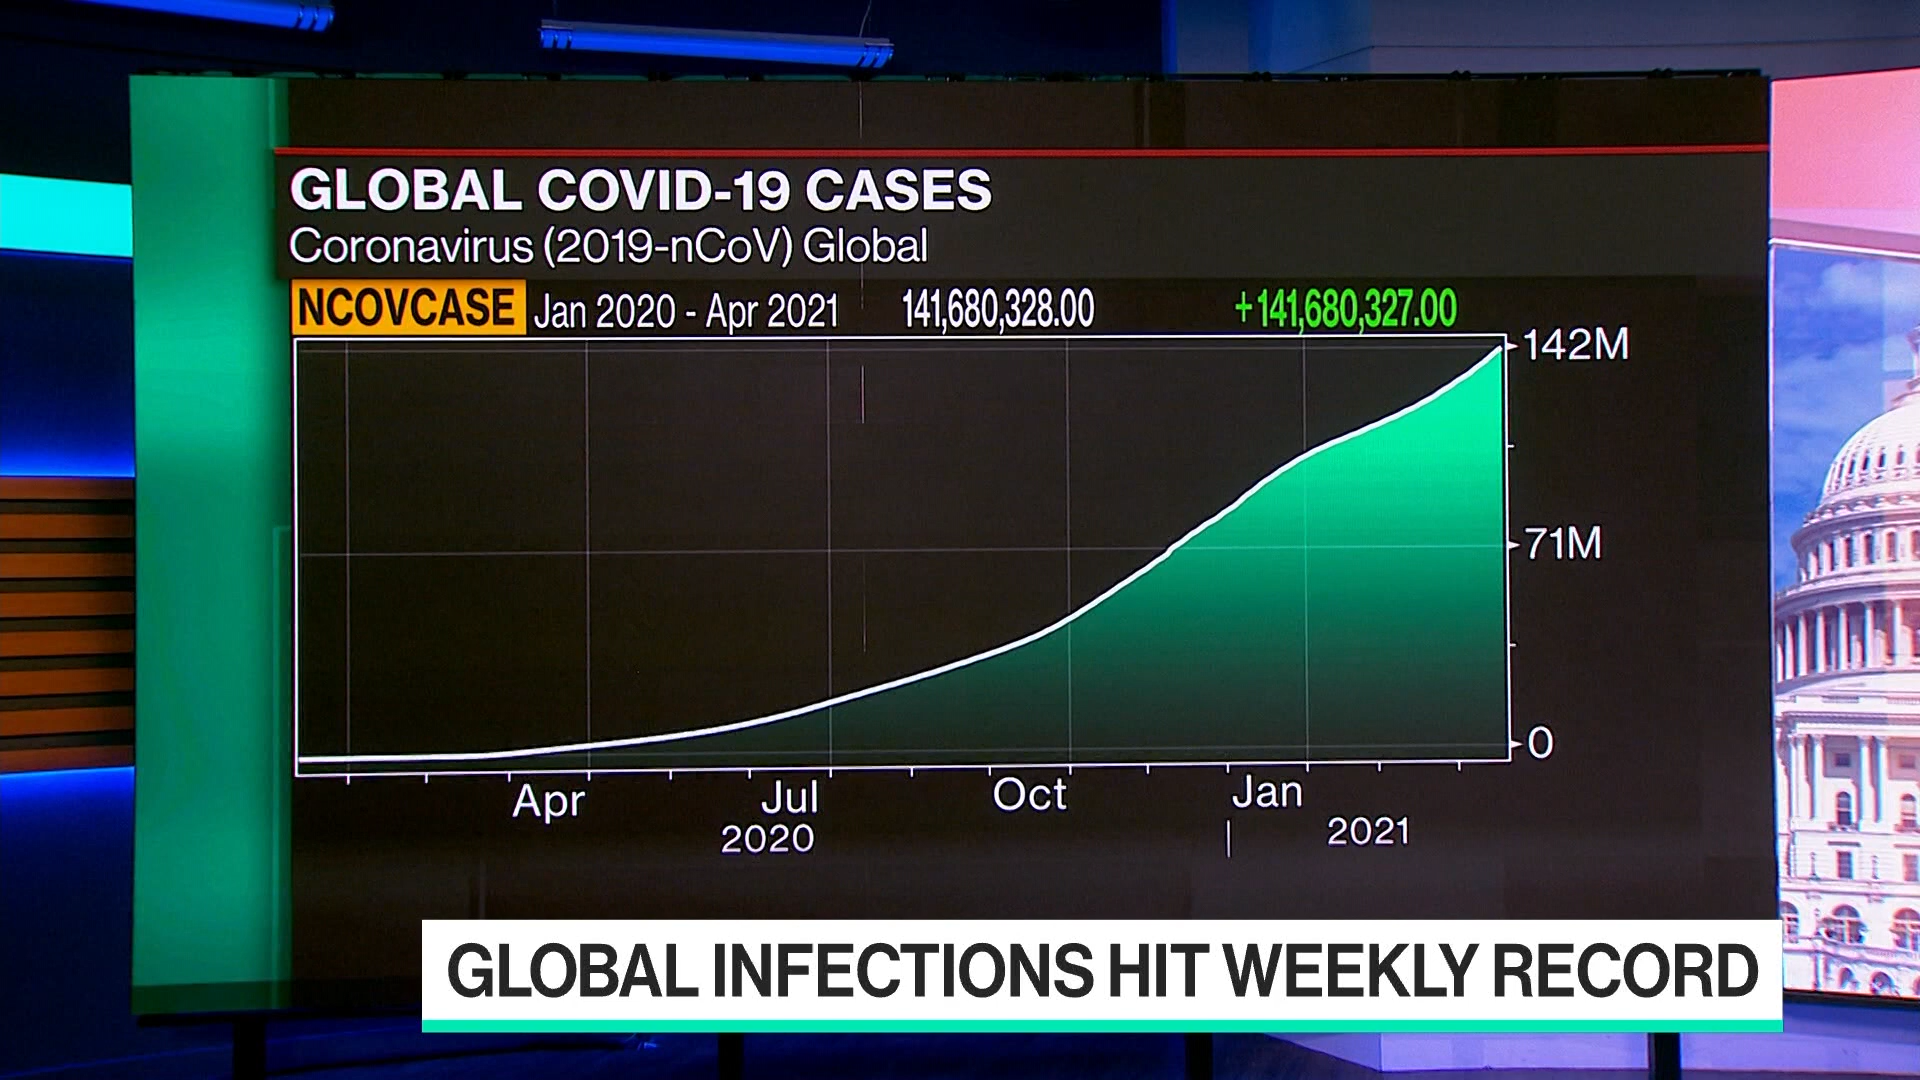 GLOBAL COVID-19 CASES
Coronavirus (2019-nCoV) Global
NCOVCASE Jan 2020 - Apr 2021 141,680,328.00 +141,680,327.00
142M
71M
0
Apr Jul Oct Jan
2020 2021
GLOBAL INFECTIONS HIT WEEKLY RECORD